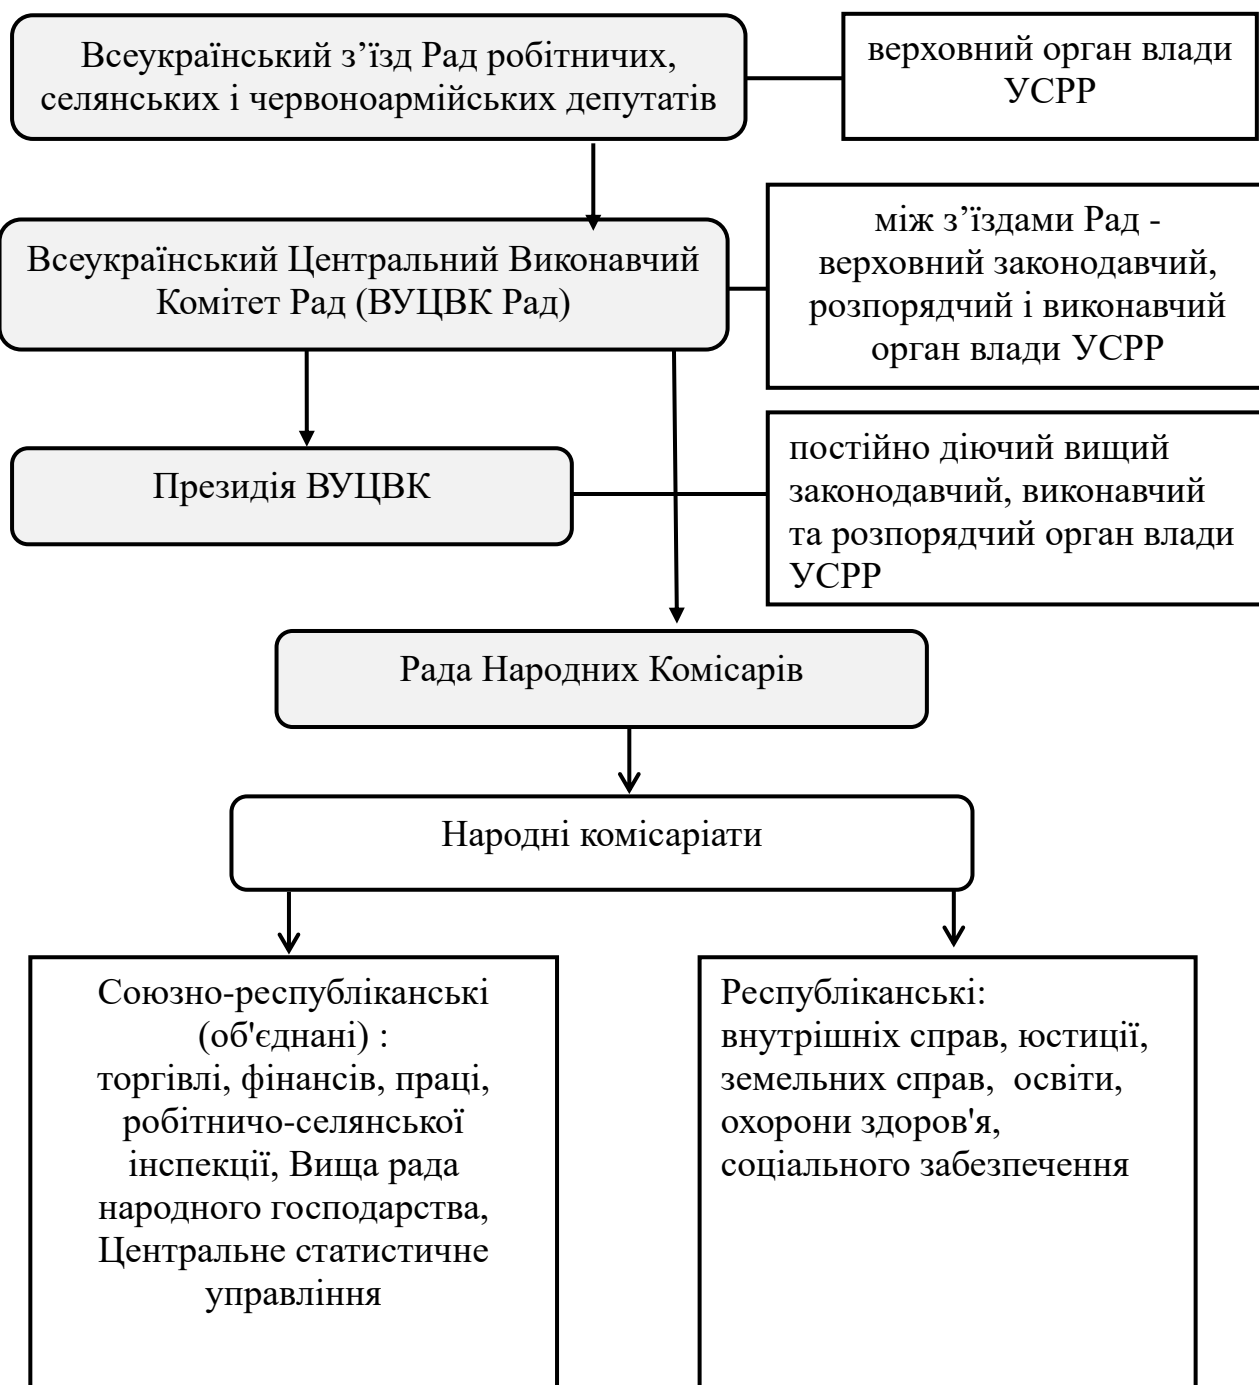 Всеукраїнський з’їзд Рад робітничих,
селянських і червоноармійських депутатів
верховний орган влади
УСРР
Всеукраїнський Центральний Виконавчий
Комітет Рад (ВУЦВК Рад)
між з’їздами Рад -
верховний законодавчий,
розпорядчий і виконавчий
орган влади УСРР
Президія ВУЦВК
постійно діючий вищий
законодавчий, виконавчий
та розпорядчий орган влади
УСРР
Рада Народних Комісарів
Народні комісаріати
Союзно-республіканські
(об'єднані) :
торгівлі, фінансів, праці,
робітничо-селянської
інспекції, Вища рада
народного господарства,
Центральне статистичне
управління
Республіканські:
внутрішніх справ, юстиції,
земельних справ,  освіти,
охорони здоров'я,
соціального забезпечення